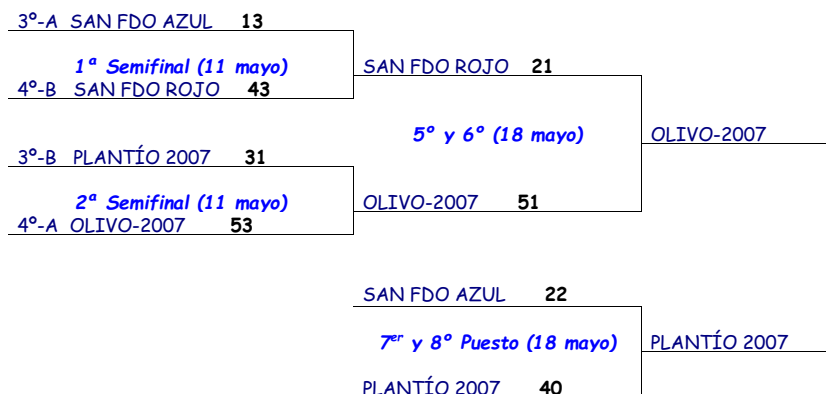 3º-A SAN FDO AZUL 13
1ª Semifinal (11 mayo)
SAN FDO ROJO 21
4º-B SAN FDO ROJO 43
5º y 6º (18 mayo)
OLIVO-2007
3º-B PLANTÍO 2007 31
2ª Semifinal (11 mayo)
OLIVO-2007 51
4º-A OLIVO-2007 53
SAN FDO AZUL 22
7er y 8º Puesto (18 mayo)
PLANTÍO 2007
PLANTÍO 2007 40